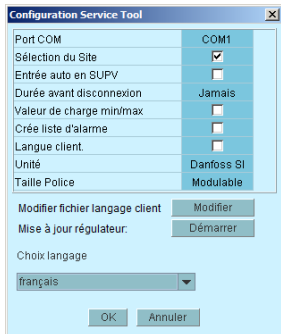 Configuration Service Tool
Port COM COM1
Sélection du Site
Entrée auto en SUPV
Durée avant disconnexion Jamais
Valeur de charge min/max
Crée liste d'alarme
Langue client.
Unité Danfoss SI
Taille Police Modulable
Modifier fichier langage client Modifier
Mise à jour régulateur: Démarrer
Choix langage
français
OK Annuler